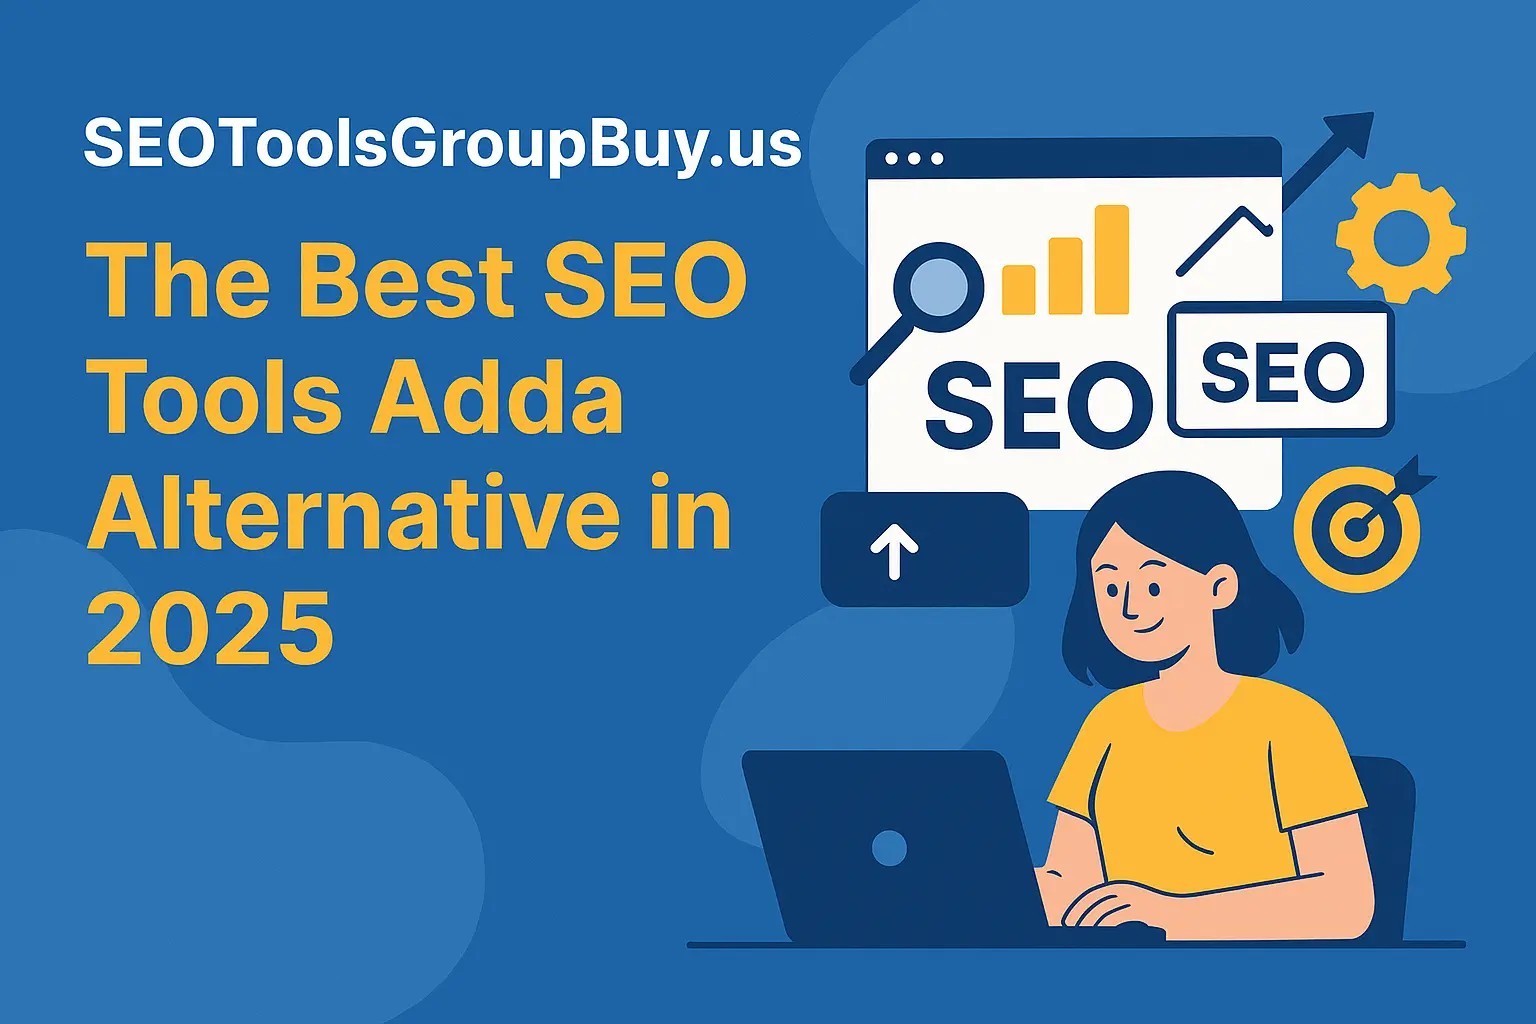 SEOToolsGroupBuy.us
The Best SEO
Tools Adda
Alternative in
2025
SEO
SEO